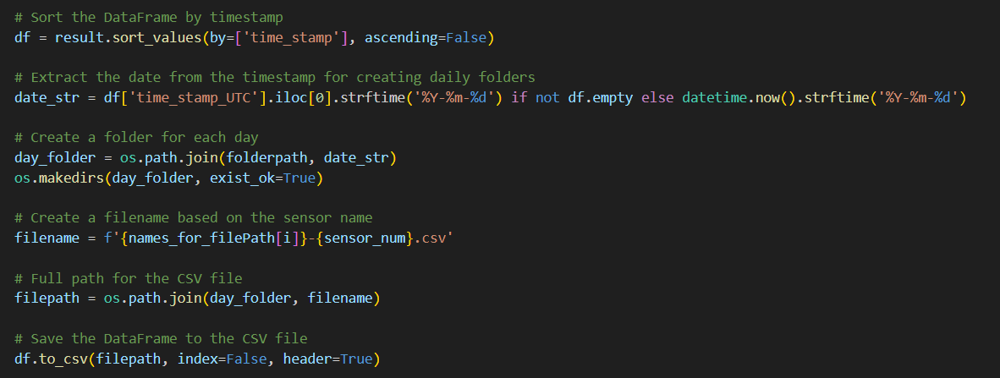 # Sort the DataFrame by timestamp
df = result.sort_values(by=['time_stamp'], ascending=False)
# Extract the date from the timestamp for creating daily folders
date_str = df['time_stamp_UTC'].iloc[0].strftime('%Y-%m-%d') if not df.empty else datetime.now().strftime('%Y-%m-%d')
# Create a folder for each day
day_folder = os.path.join(folderpath, date_str)
os.makedirs(day_folder, exist_ok=True)
# Create a filename based on the sensor name
filename = f'{names_for_filePath[i]}-{sensor_num}.csv'
# Full path for the CSV file
filepath = os.path.join(day_folder, filename)
# Save the DataFrame to the CSV file
df.to_csv(filepath, index=False, header=True)